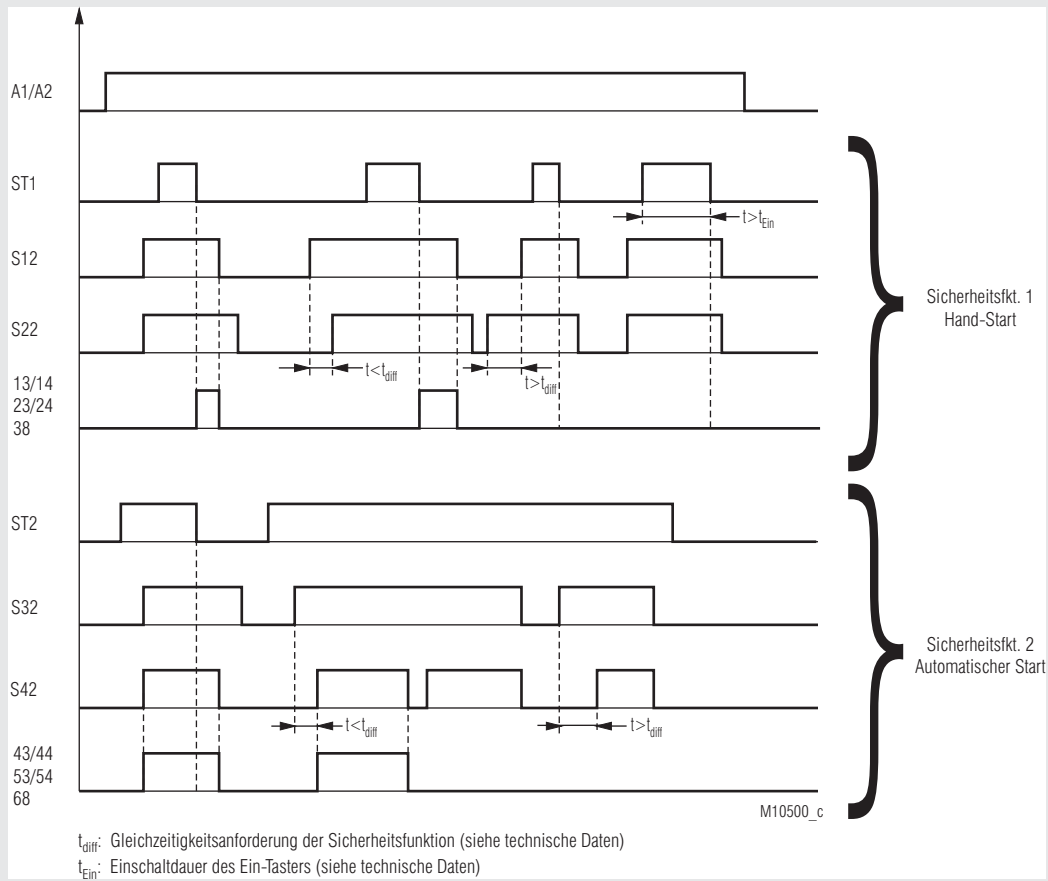 A1/A2
ST1
t>tEin
S12
S22
t<tdiff
t>tdiff
13/14
23/24
38
Sicherheitsfkt. 1
Hand-Start
ST2
S32
S42
t<tdiff
t>tdiff
43/44
53/54
68
Sicherheitsfkt. 2
Automatischer Start
M10500_c
tdiff: Gleichzeitigkeitsanforderung der Sicherheitsfunktion (siehe technische Daten)
tEin: Einschaltdauer des Ein-Tasters (siehe technische Daten)